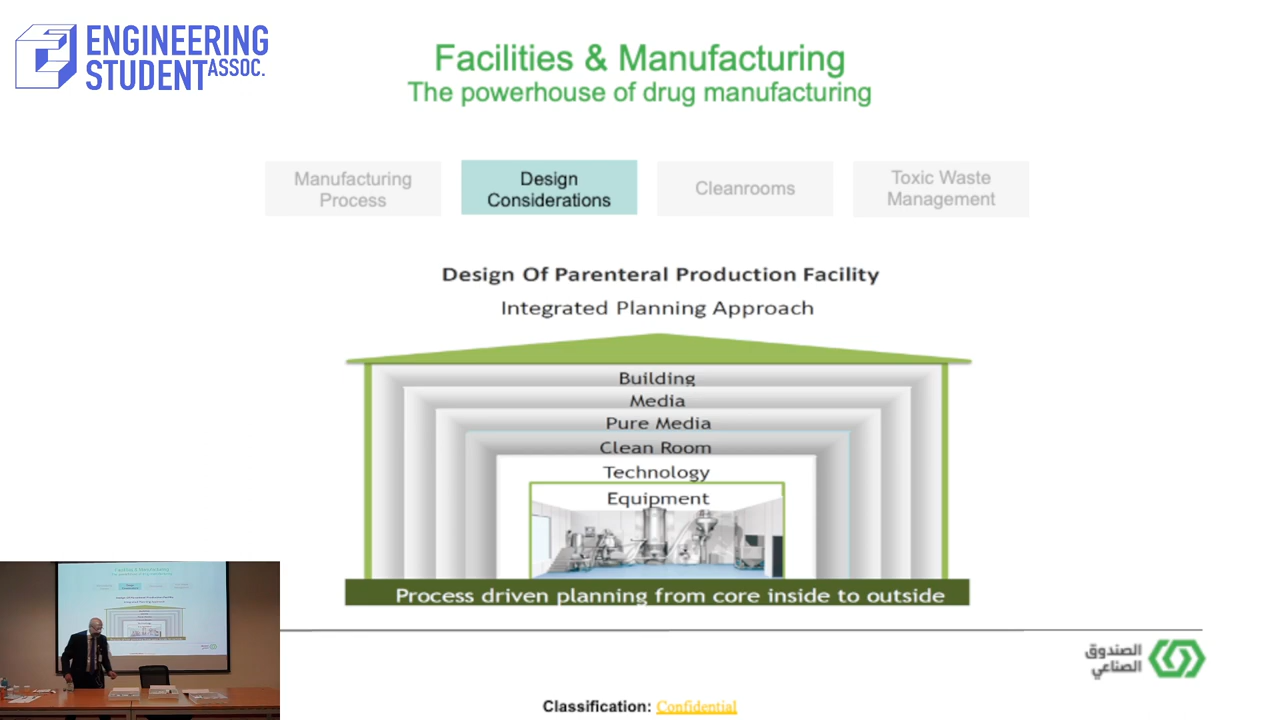 ENGINEERING
STUDENT ASSOC.
Facilities & Manufacturing
The powerhouse of drug manufacturing
Manufacturing
Process
Design
Considerations
Cleanrooms
Toxic Waste
Management
Design Of Parenteral Production Facility
Integrated Planning Approach
Building
Media
Pure Media
Clean Room
Technology
Equipment
Process driven planning from core inside to outside
الصندوق
الصناعي
Classification: Confidential